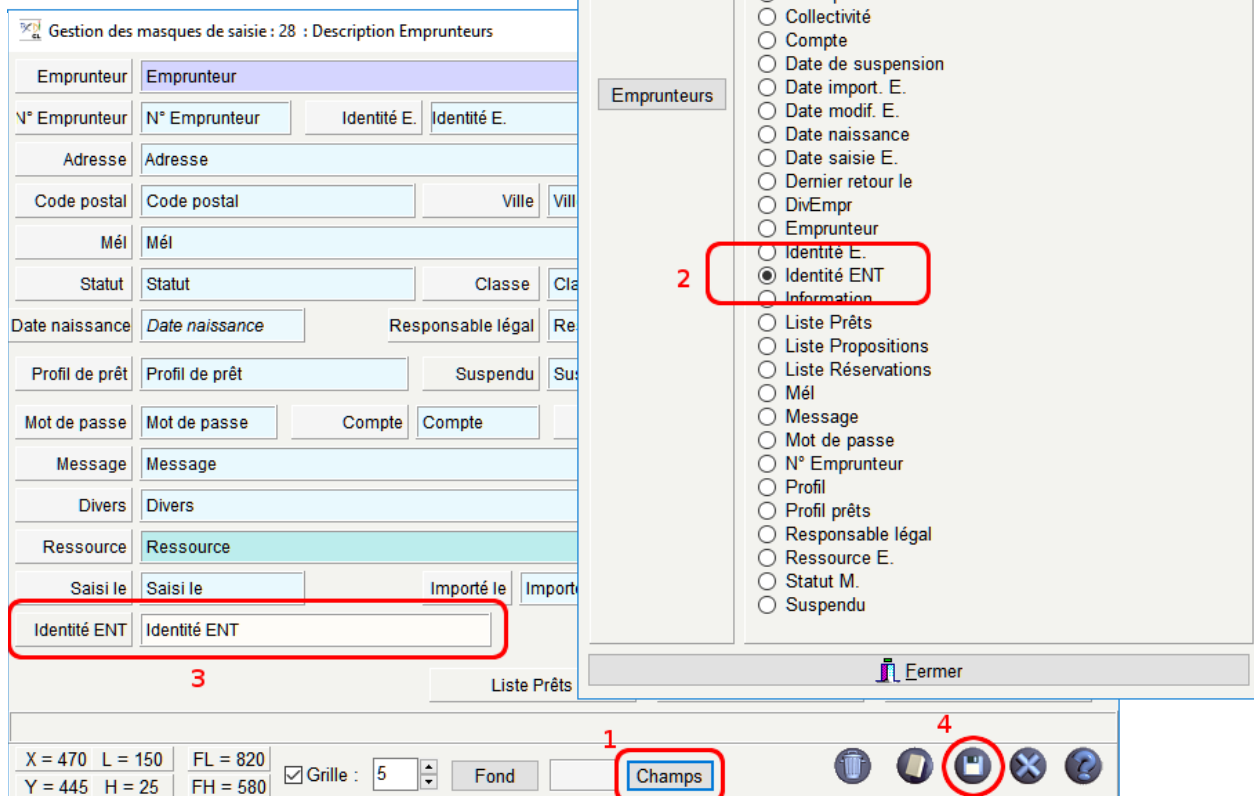 Gestion des masques de saisie : 28 : Description Emprunteurs
Emprunteur Emprunteur
N° Emprunteur N° Emprunteur Identité E. Identité E.
Adresse Adresse
Code postal Code postal Ville Vill
Mél Mél
Statut Statut Classe Cla
Date naissance Date naissance Responsable légal Re
Profil de prêt Profil de prêt Suspendu Sus
Mot de passe Mot de passe Compte Compte
Message Message
Divers Divers
Ressource Ressource
Saisi le Saisi le Importé le Importé
Identité ENT Identité ENT
3
Liste Prêts
Emprunteurs
Collectivité
Compte
Date de suspension
Date import. E.
Date modif. E.
Date naissance
Date saisie E.
Dernier retour le
DivEmpr
Emprunteur
Identité E.
2 Identité ENT
Information
Liste Prêts
Liste Propositions
Liste Réservations
Mél
Message
Mot de passe
N° Emprunteur
Profil
Profil prêts
Responsable légal
Ressource E.
Statut M.
Suspendu
Fermer
1 4
X = 470 L = 150 FL = 820
Y = 445 H = 25 FH = 580
Grille : 5 Fond Champs